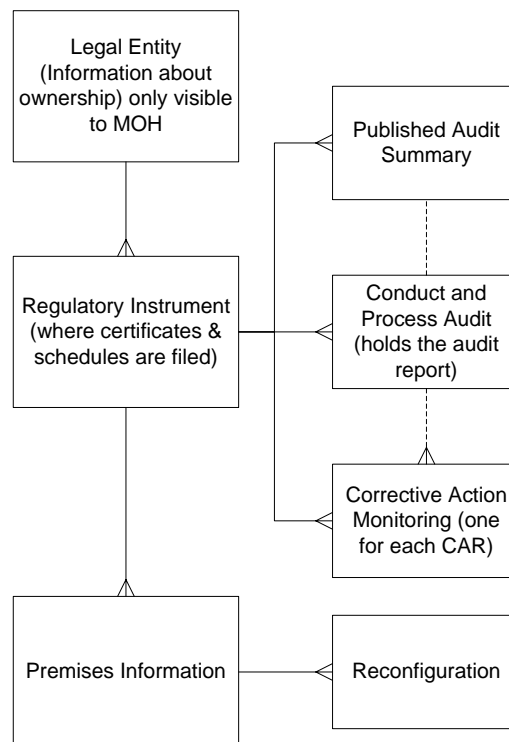 Legal Entity
(Information about
ownership) only visible
to MOH
Published Audit
Summary
Regulatory Instrument
(where certificates &
schedules are filed)
Conduct and
Process Audit
(holds the audit
report)
Corrective Action
Monitoring (one
for each CAR)
Premises Information
Reconfiguration